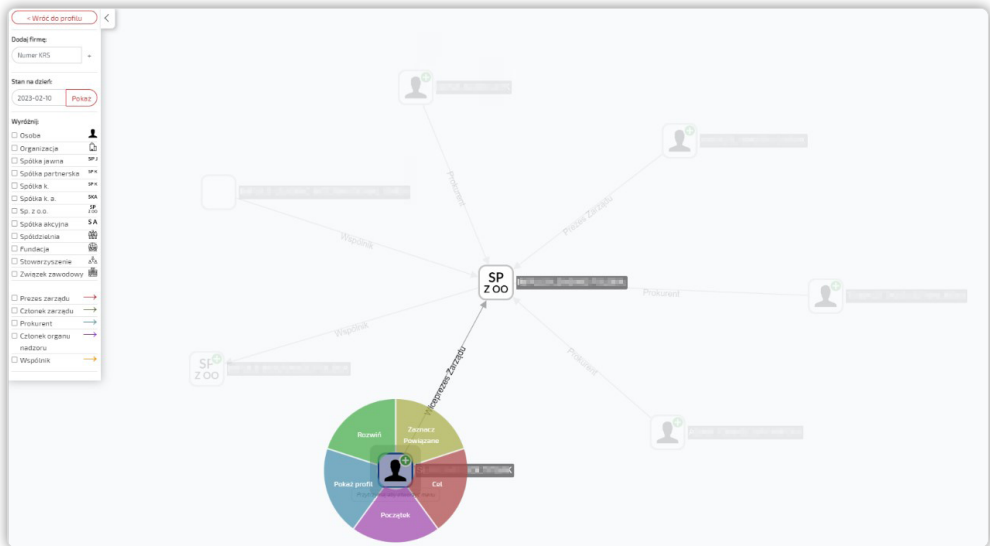 < Wróć do profilu
<
Dodaj firmę:
Numer KRS
Stan na dzień:
2023-02-10 Pokaż
Wyróżnij:
Osoba
Organizacja
Spółka jawna SP J
Spółka partnerska
Spółka k.
Spółka k. a. SKA
Sp. z o.o. SP ZOO
Spółka akcyjna S A
Spółdzielnia
Fundacja
Stowarzyszenie
Związek zawodowy
Prezes zarządu
Członek zarządu
Prokurent
Członek organu
nadzoru
Wspólnik
Prokurent
Prezes Zarządu
Wspólnik
SP
Z OO
Prokurent
Wspólnik
SP
Z OO
Prokurent
Wiceprezes Zarządu
Rozwiń
Zaznacz
Powiązane
Pokaż profil
Cel
Początek